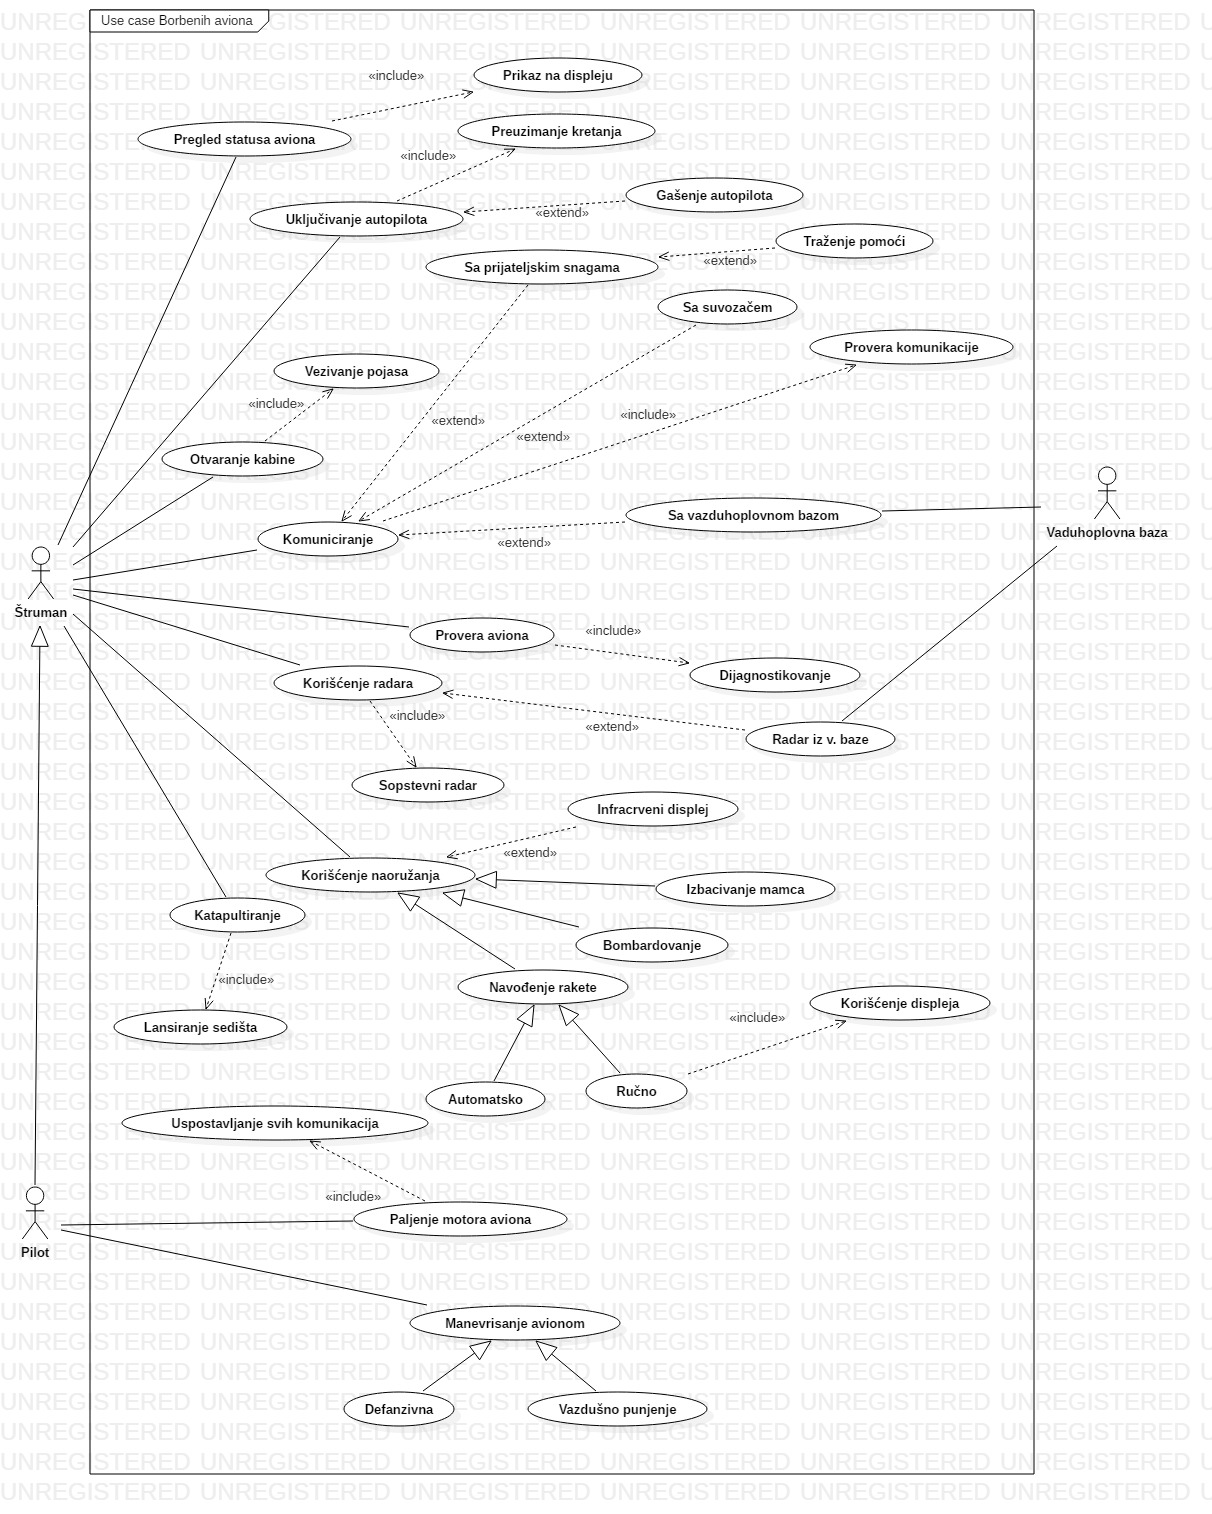 Use case Borbenih aviona
«include»
Prikaz na displeju
Pregled statusa aviona
Preuzimanje kretanja
«include»
Uključivanje autopilota
Gašenje autopilota
«extend»
Traženje pomoći
«extend»
Sa prijateljskim snagama
Sa suvozačem
Provera komunikacije
Vezivanje pojasa
«include»
«extend»
«include»
«extend»
Otvaranje kabine
Sa vazduhoplovnom bazom
Vaduhoplovna baza
Komuniciranje
«extend»
Štruman
Provera aviona
«include»
Dijagnostikovanje
Korišćenje radara
«include»
«extend»
Radar iz v. baze
Sopstevni radar
Infracrveni displej
«extend»
Korišćenje naoružanja
Izbacivanje mamca
Katapultiranje
Bombardovanje
«include»
Navođenje rakete
Korišćenje displeja
«include»
Lansiranje sedišta
Automatsko
Ručno
Uspostavljanje svih komunikacija
«include»
Paljenje motora aviona
Pilot
Manevrisanje avionom
Defanzivna
Vazdušno punjenje
UNREGISTERED